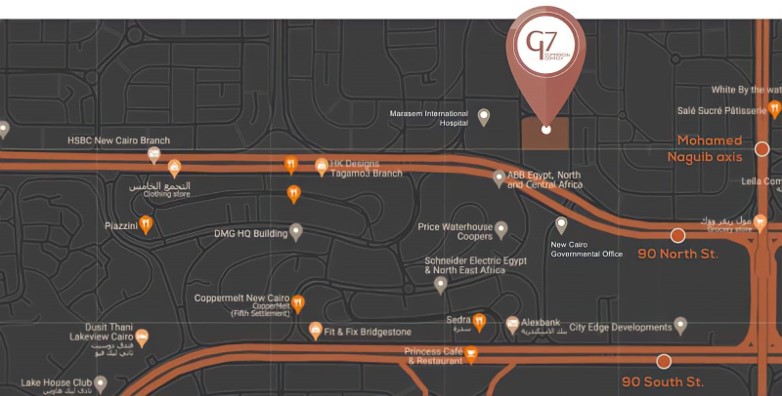 G7
COMMERCIAL
COMPLEX
White By the wat
Salé Sucré Pâtisserie
Marasem International
Hospital
Mohamed
Naguib axis
HSBC New Cairo Branch
HK Designs
Tagamo3 Branch
ABB Egypt, North
and Central Africa
Leila Com
التجمع الخامس
Clothing store
Piazzini
DMG HQ Building
Price Waterhouse
Coopers
مول ريفر ووك
Grocery store
New Cairo
Governmental Office
90 North St.
Schneider Electric Egypt
& North East Africa
Coppermelt New Cairo
CopperMelt
(Fifth Settlement)
Fit & Fix Bridgestone
Sedra
سدرة
Alexbank
بنك الاسكندرية
City Edge Developments
Dusit Thani
Lakeview Cairo
فندق دوسيت
تاني ليك فيو
Princess Café
& Restaurant
90 South St.
Lake House Club
نادي ليك هاوس